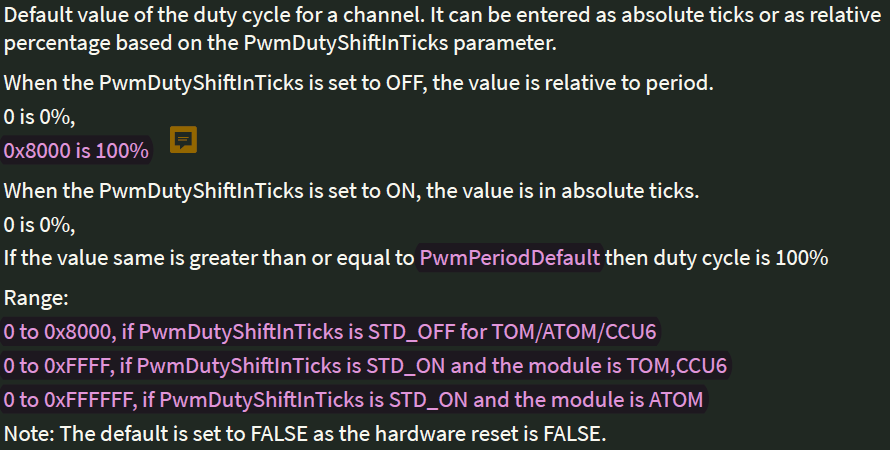 Default value of the duty cycle for a channel. It can be entered as absolute ticks or as relative
percentage based on the PwmDutyShiftInTicks parameter.
When the PwmDutyShiftInTicks is set to OFF, the value is relative to period.
0 is 0%,
0x8000 is 100%
When the PwmDutyShiftInTicks is set to ON, the value is in absolute ticks.
0 is 0%,
If the value same is greater than or equal to PwmPeriodDefault then duty cycle is 100%
Range:
0 to 0x8000, if PwmDutyShiftInTicks is STD_OFF for TOM/ATOM/CCU6
0 to 0xFFFF, if PwmDutyShiftInTicks is STD_ON and the module is TOM,CCU6
0 to 0xFFFFFF, if PwmDutyShiftInTicks is STD_ON and the module is ATOM
Note: The default is set to FALSE as the hardware reset is FALSE.